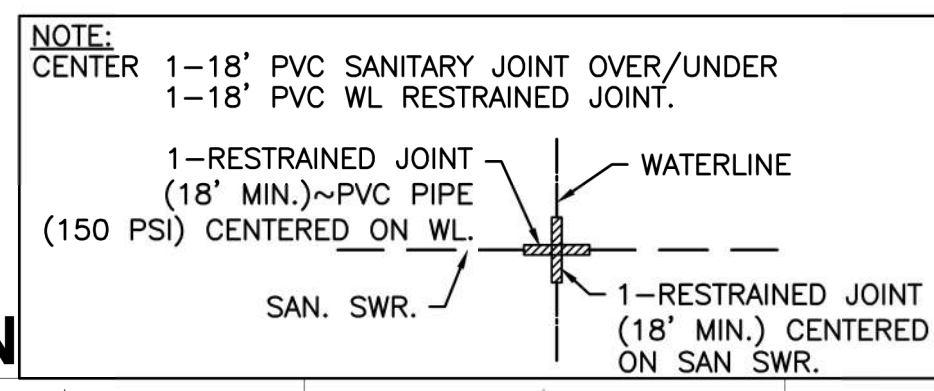 NOTE:
CENTER 1-18' PVC SANITARY JOINT OVER/UNDER
1-18' PVC WL RESTRAINED JOINT.
1-RESTRAINED JOINT
(18' MIN.)~PVC PIPE
(150 PSI) CENTERED ON WL.
WATERLINE
SAN. SWR.
1-RESTRAINED JOINT
(18' MIN.) CENTERED
ON SAN SWR.
N